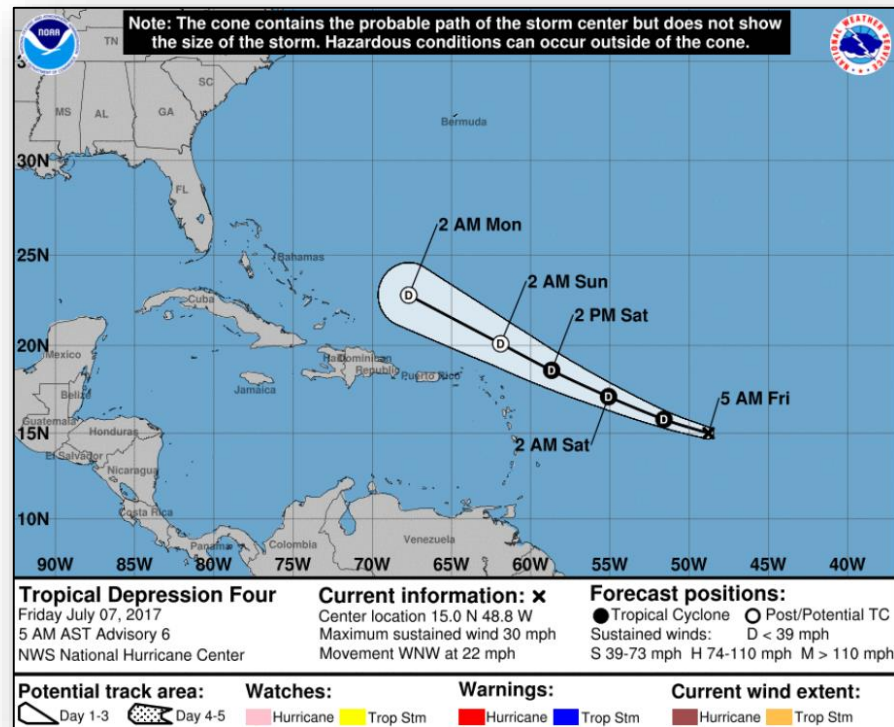 Note: The cone contains the probable path of the storm center but does not show
the size of the storm. Hazardous conditions can occur outside of the cone.
NOAA
NATIONAL WEATHER SERVICE
TN
SC
MS
AL
GA
Bermuda
30N
FL
2 AM Mon
25N
Bahamas
2 AM Sun
Cuba
D
2 PM Sat
20N
D
Mexico
Haiti
Dominican
Republic
Puerto Rico
D
5 AM Fri
Jamaica
Belize
D
D
Guatemala
15N
Honduras
2 AM Sat
El Salvador
Nicaragua
10N
Costa Rica
Panama
Colombia
Venezuela
90W 85W 80W 75W 70W 65W 60W 55W 50W 45W 40W
Tropical Depression Four
Friday July 07, 2017
5 AM AST Advisory 6
NWS National Hurricane Center
Current information: x
Center location 15.0 N 48.8 W
Maximum sustained wind 30 mph
Movement WNW at 22 mph
Forecast positions:
Tropical Cyclone Post/Potential TC
Sustained winds: D < 39 mph
S 39-73 mph H 74-110 mph M > 110 mph
Potential track area:
Day 1-3 Day 4-5
Watches:
Hurricane Trop Stm
Warnings:
Hurricane Trop Stm
Current wind extent:
Hurricane Trop Stm